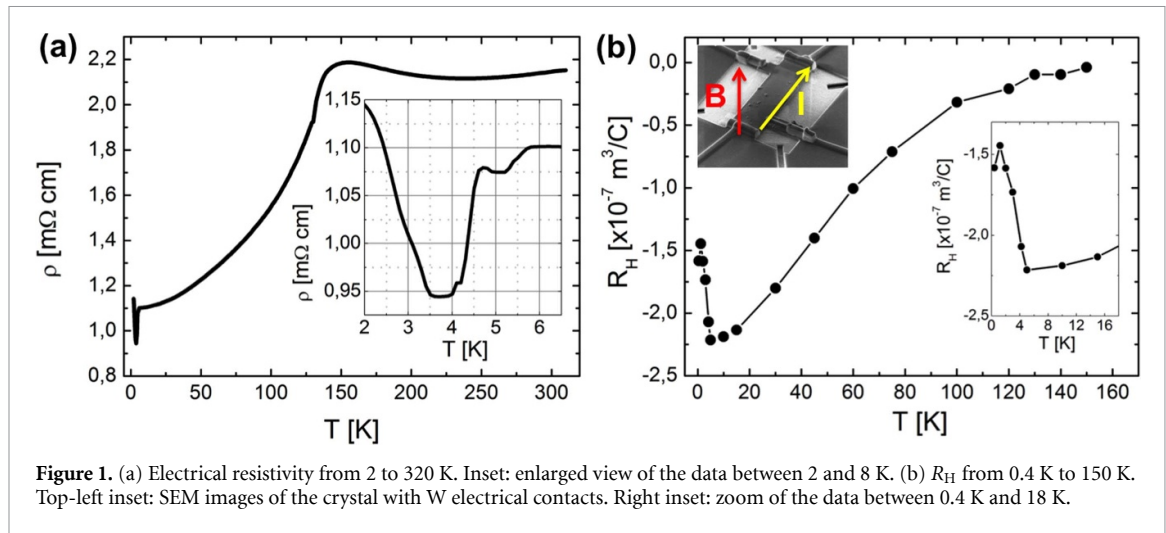 (a)
2,2
2,0
1,8
1,6
1,4
1,2
1,0
0,8
ρ [mΩ cm]
0 50 100 150 200 250 300
T [K]
1,15
1,10
1,05
1,00
0,95
ρ [mΩ cm]
2 3 4 5 6
T [K]
(b)
0,0
-0,5
-1,0
-1,5
-2,0
-2,5
R_H [x10^-7 m^3/C]
0 20 40 60 80 100 120 140 160
T [K]
B
I
-1,5
-2,0
-2,5
R_H [x10^-7 m^3/C]
0 4 8 12 16
T [K]
Figure 1. (a) Electrical resistivity from 2 to 320 K. Inset: enlarged view of the data between 2 and 8 K. (b) R_H from 0.4 K to 150 K.
Top-left inset: SEM images of the crystal with W electrical contacts. Right inset: zoom of the data between 0.4 K and 18 K.